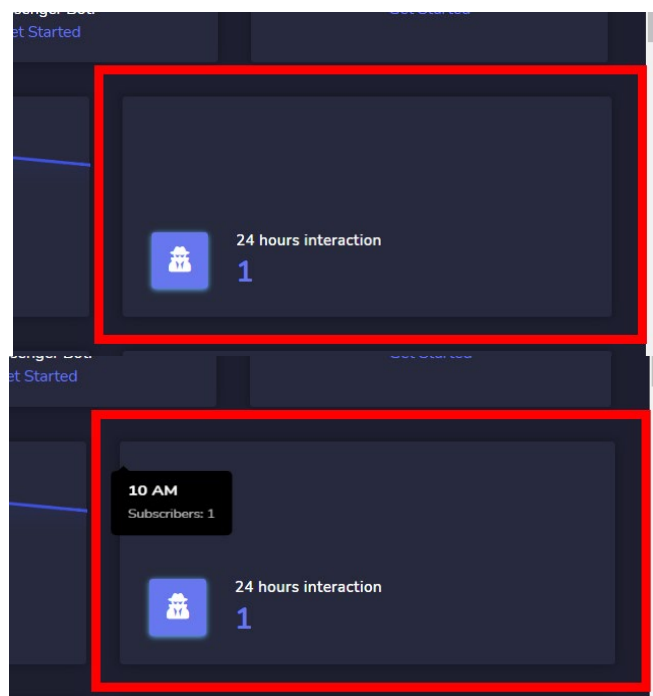 et Started
Get Started
24 hours interaction
1
et Started
Get Started
10 AM
Subscribers: 1
24 hours interaction
1